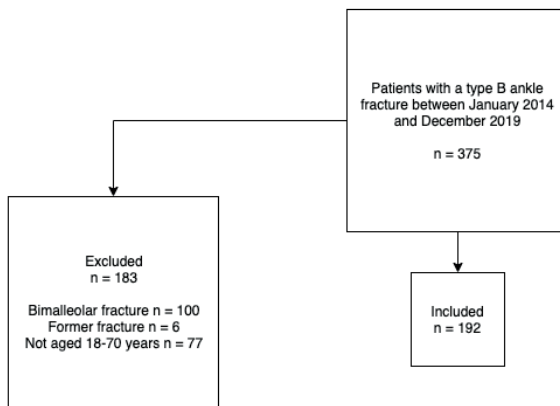 Patients with a type B ankle
fracture between January 2014
and December 2019
n = 375
Excluded
n = 183
Bimalleolar fracture n = 100
Former fracture n = 6
Not aged 18-70 years n = 77
Included
n = 192